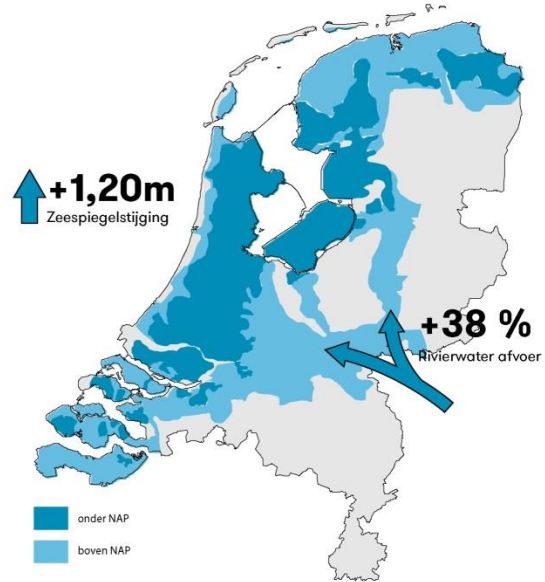 +1,20m
Zeespiegelstijging
+38 %
Rivierwater afvoer
onder NAP
boven NAP